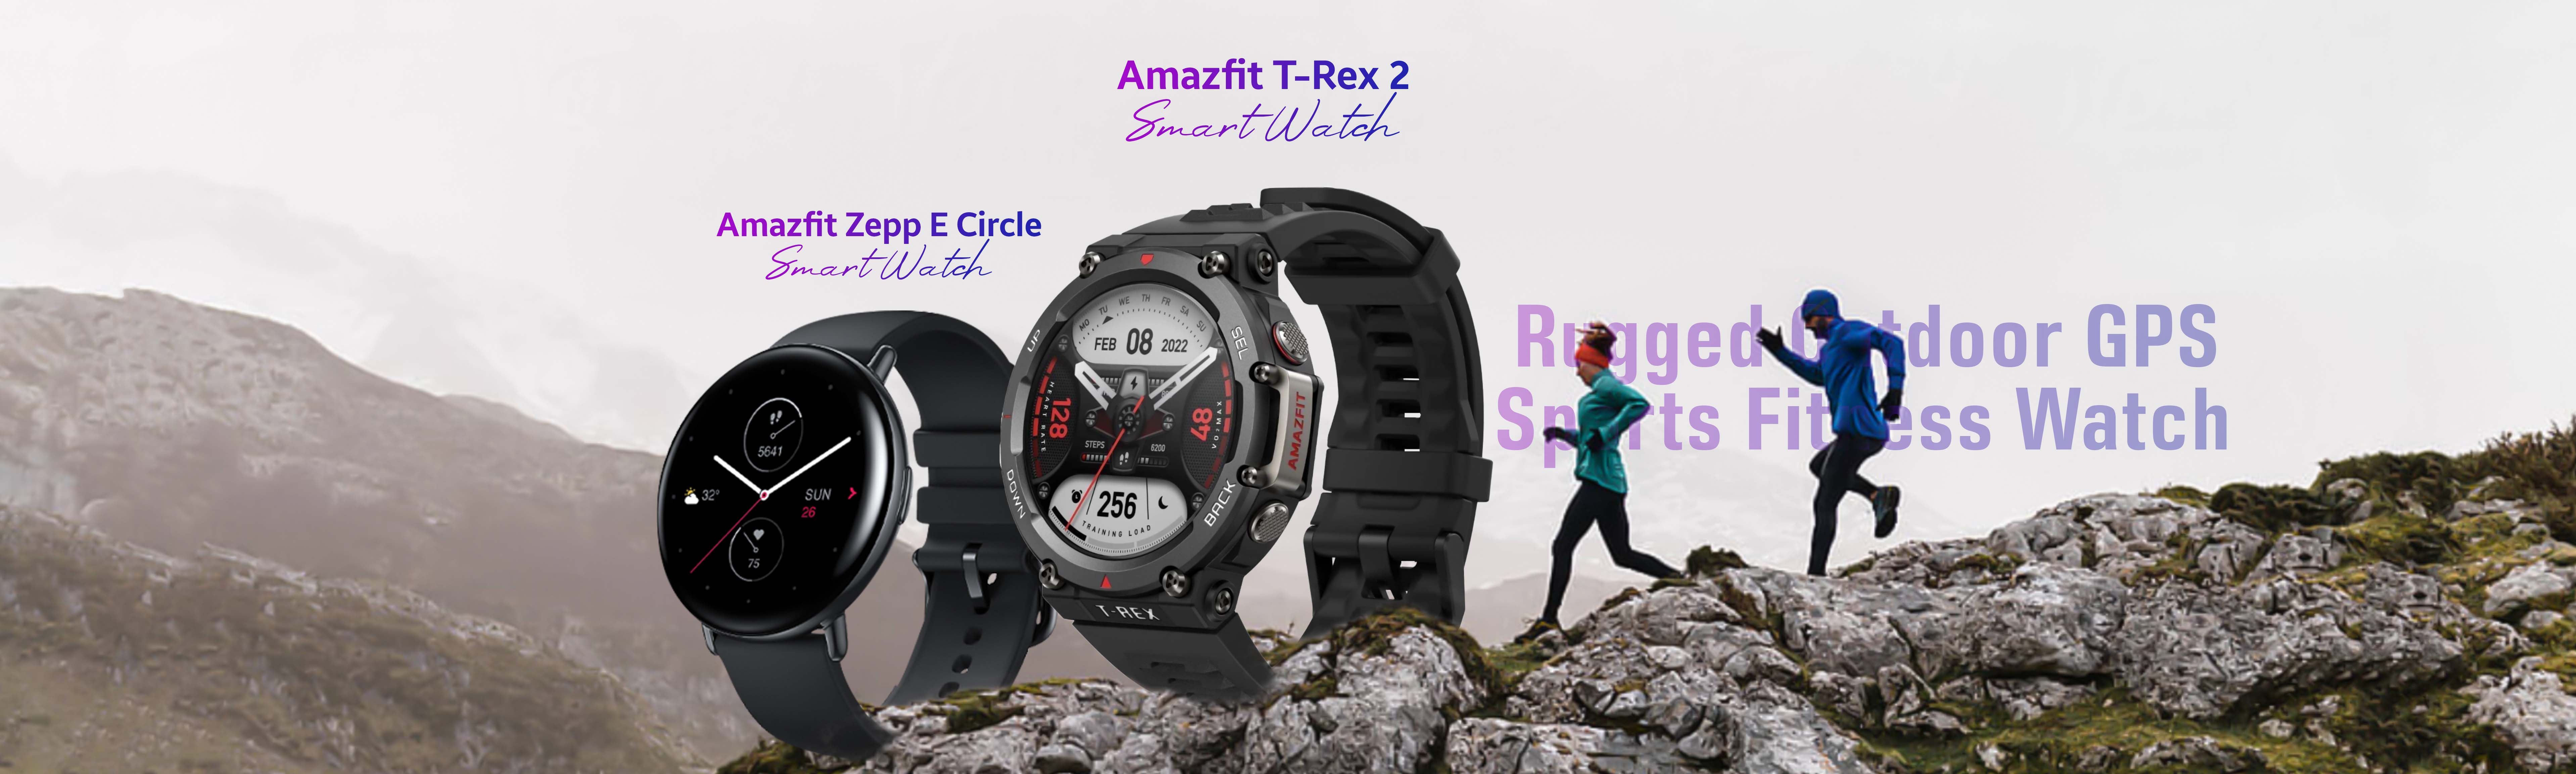 Amazfit T-Rex 2
Smart Watch
Amazfit Zepp E Circle
Smart Watch
Rugged Outdoor GPS
Sports Fitness Watch
5641
32°
SUN
26
75
UP
SEL
DOWN
BACK
MO TU WE TH FR SA SU
FEB 08 2022
128
HEART RATE
48
VO₂MAX
STEPS 6200
256
TRAINING LOAD
AMAZFIT
T-REX